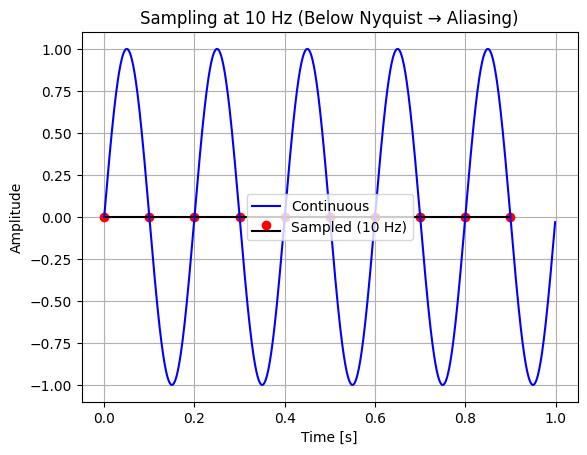 Sampling at 10 Hz (Below Nyquist → Aliasing)
1.00
0.75
0.50
0.25
0.00
−0.25
−0.50
−0.75
−1.00
Amplitude
Continuous
Sampled (10 Hz)
0.0 0.2 0.4 0.6 0.8 1.0
Time [s]